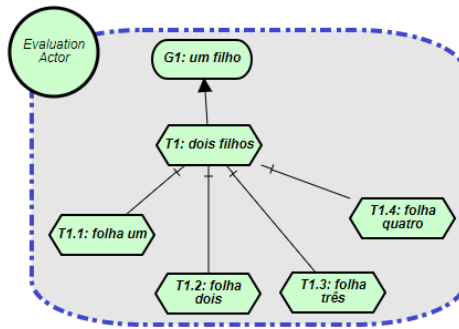 Evaluation
Actor
G1: um filho
T1: dois filhos
T1.1: folha um
T1.4: folha
quatro
T1.2: folha
dois
T1.3: folha
três